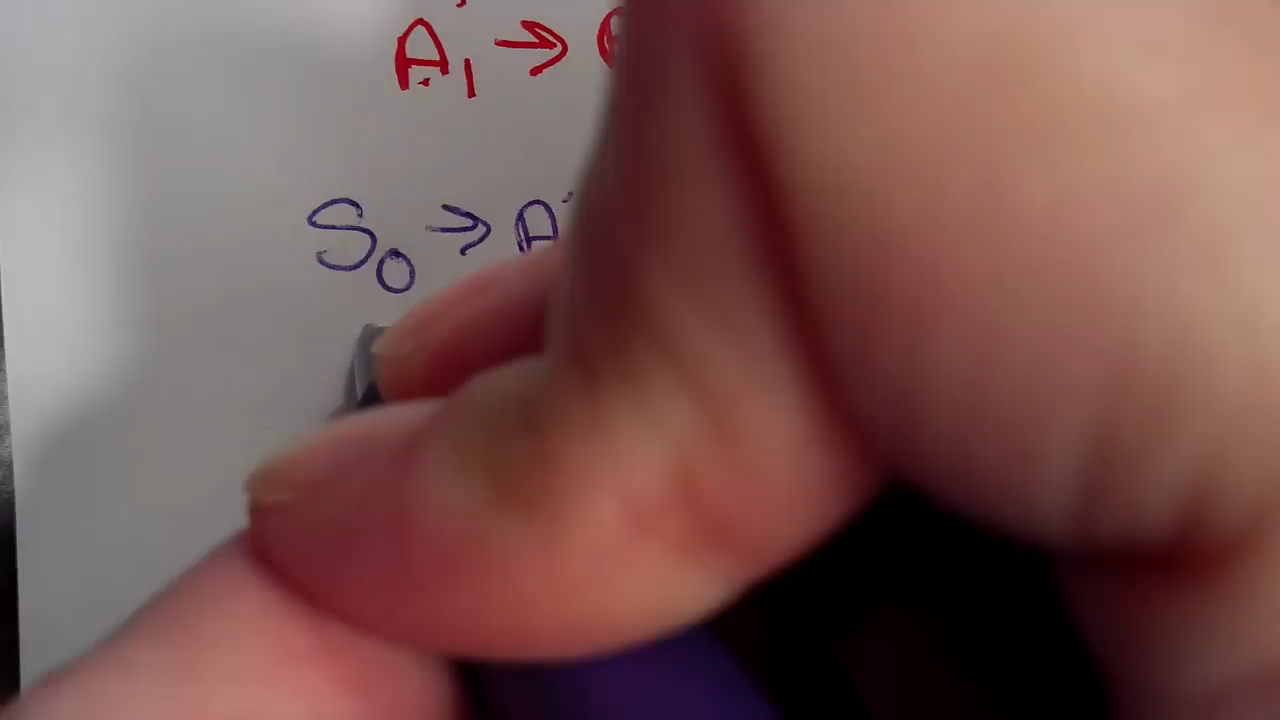 A₁ →
S₀ → A